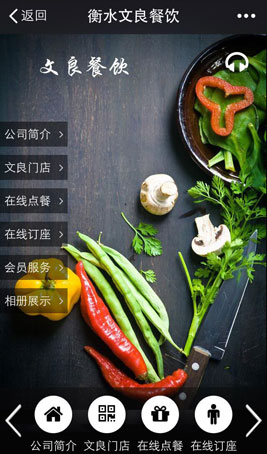 返回 衡水文良餐饮
文良餐饮
公司简介 >
文良门店 >
在线点餐 >
在线订座 >
会员服务 >
相册展示 >
公司简介 文良门店 在线点餐 在线订座